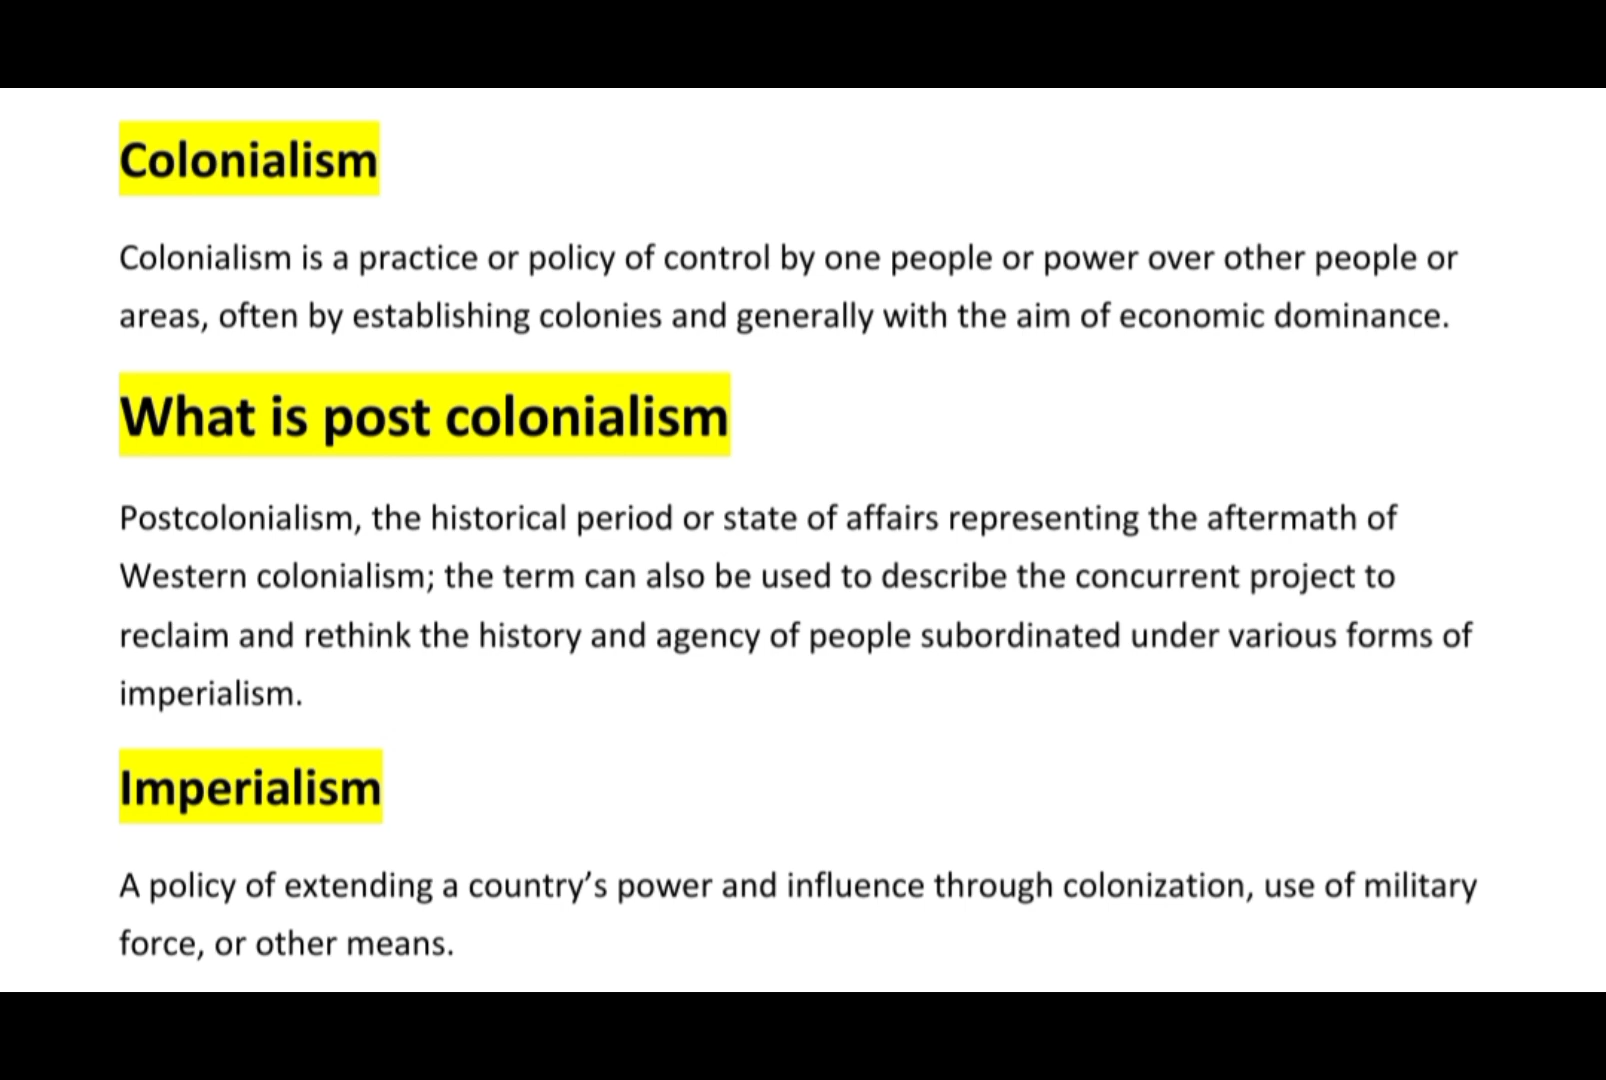 Colonialism
Colonialism is a practice or policy of control by one people or power over other people or
areas, often by establishing colonies and generally with the aim of economic dominance.
What is post colonialism
Postcolonialism, the historical period or state of affairs representing the aftermath of
Western colonialism; the term can also be used to describe the concurrent project to
reclaim and rethink the history and agency of people subordinated under various forms of
imperialism.
Imperialism
A policy of extending a country’s power and influence through colonization, use of military
force, or other means.